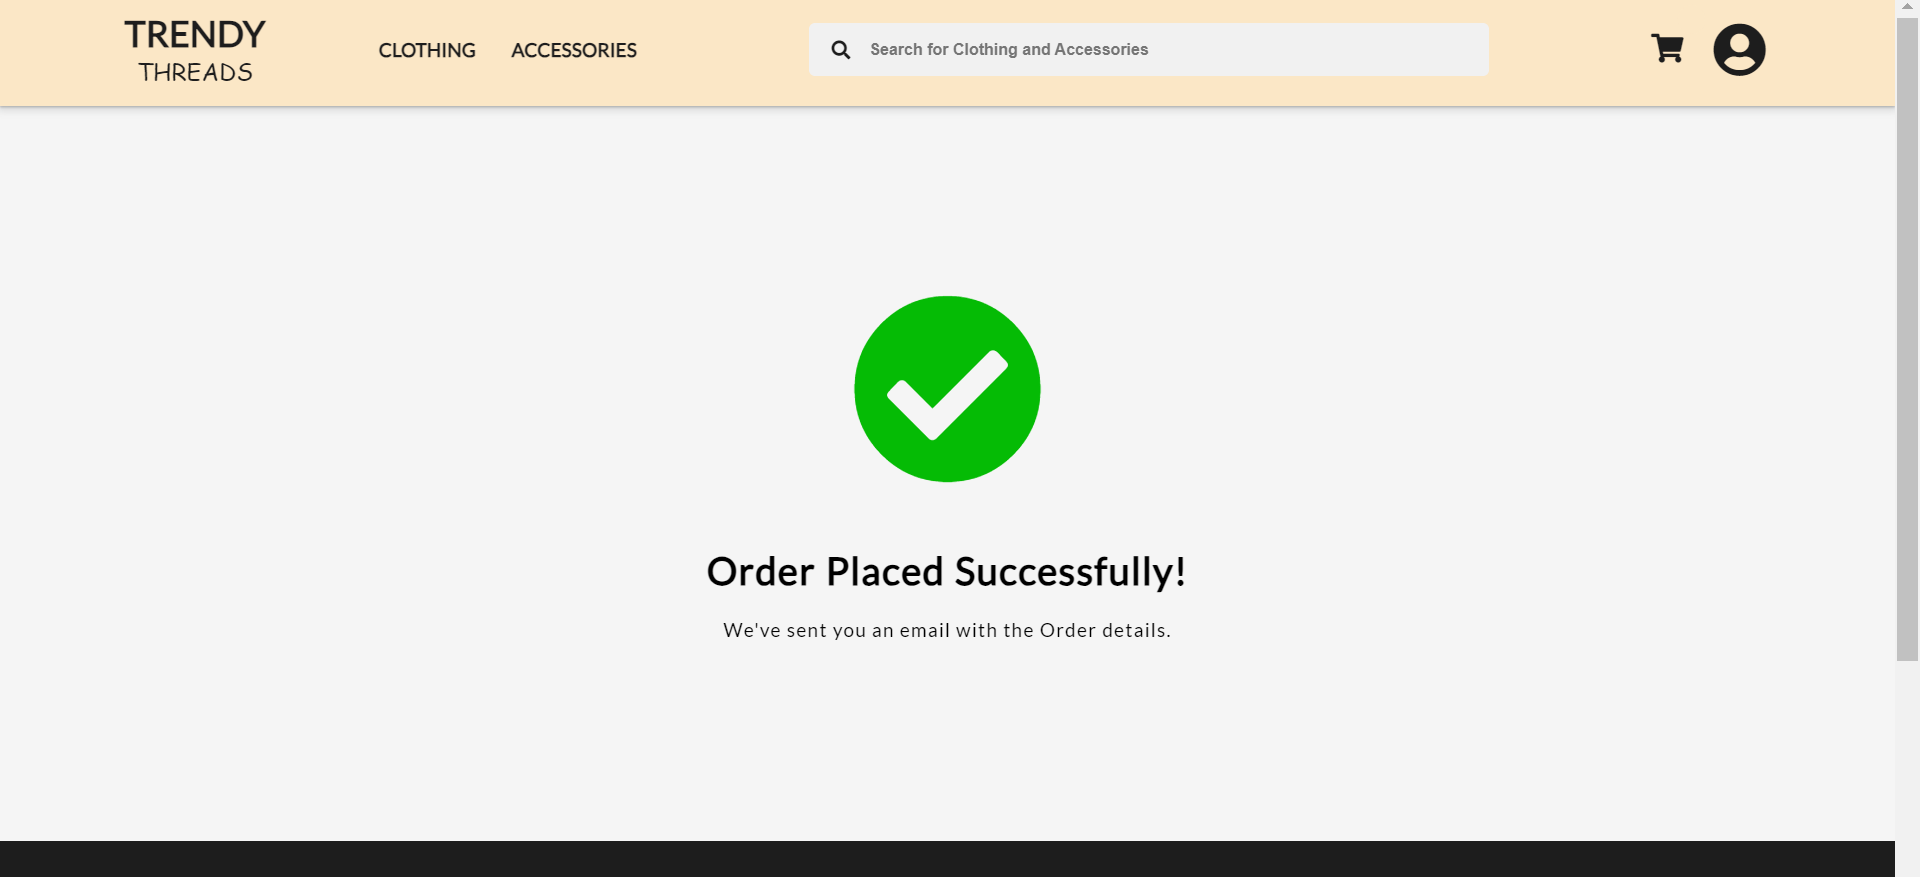 TRENDY
THREADS
CLOTHING
ACCESSORIES
Search for Clothing and Accessories
Order Placed Successfully!
We've sent you an email with the Order details.